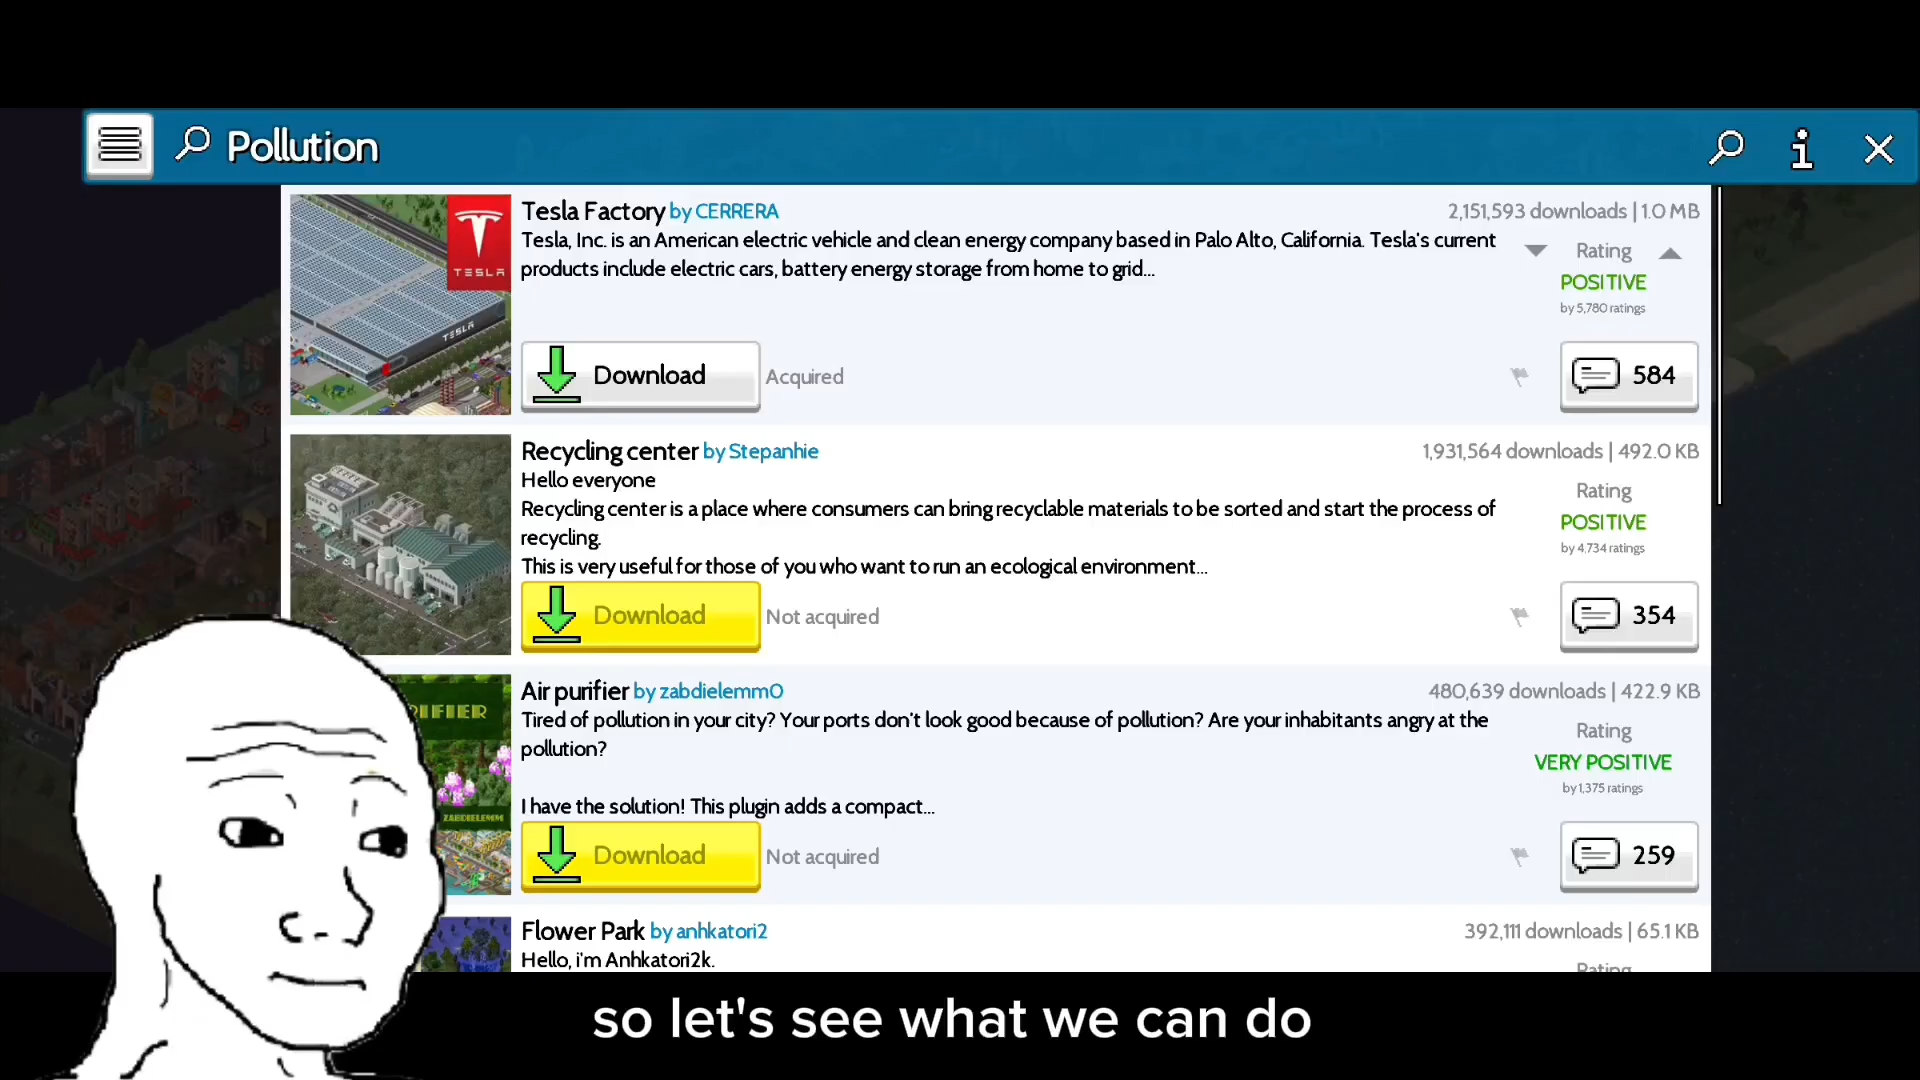 Pollution
Tesla Factory by CERRERA
2,151,593 downloads | 1.0 MB
Tesla, Inc. is an American electric vehicle and clean energy company based in Palo Alto, California. Tesla's current
products include electric cars, battery energy storage from home to grid...
Rating
POSITIVE
by 5,780 ratings
TESLA
TESLA
Download
Acquired
584
Recycling center by Stepanhie
1,931,564 downloads | 492.0 KB
Hello everyone
Recycling center is a place where consumers can bring recyclable materials to be sorted and start the process of
recycling.
This is very useful for those of you who want to run an ecological environment...
Rating
POSITIVE
by 4,734 ratings
Download
Not acquired
354
Air purifier by zabdielemm0
480,639 downloads | 422.9 KB
Tired of pollution in your city? Your ports don't look good because of pollution? Are your inhabitants angry at the
pollution?
I have the solution! This plugin adds a compact...
Rating
VERY POSITIVE
by 1,375 ratings
RIFIER
ZABDIELEMM
Download
Not acquired
259
Flower Park by anhkatori2
392,111 downloads | 65.1 KB
Hello, i'm Anhkatori2k.
Rating
so let's see what we can do